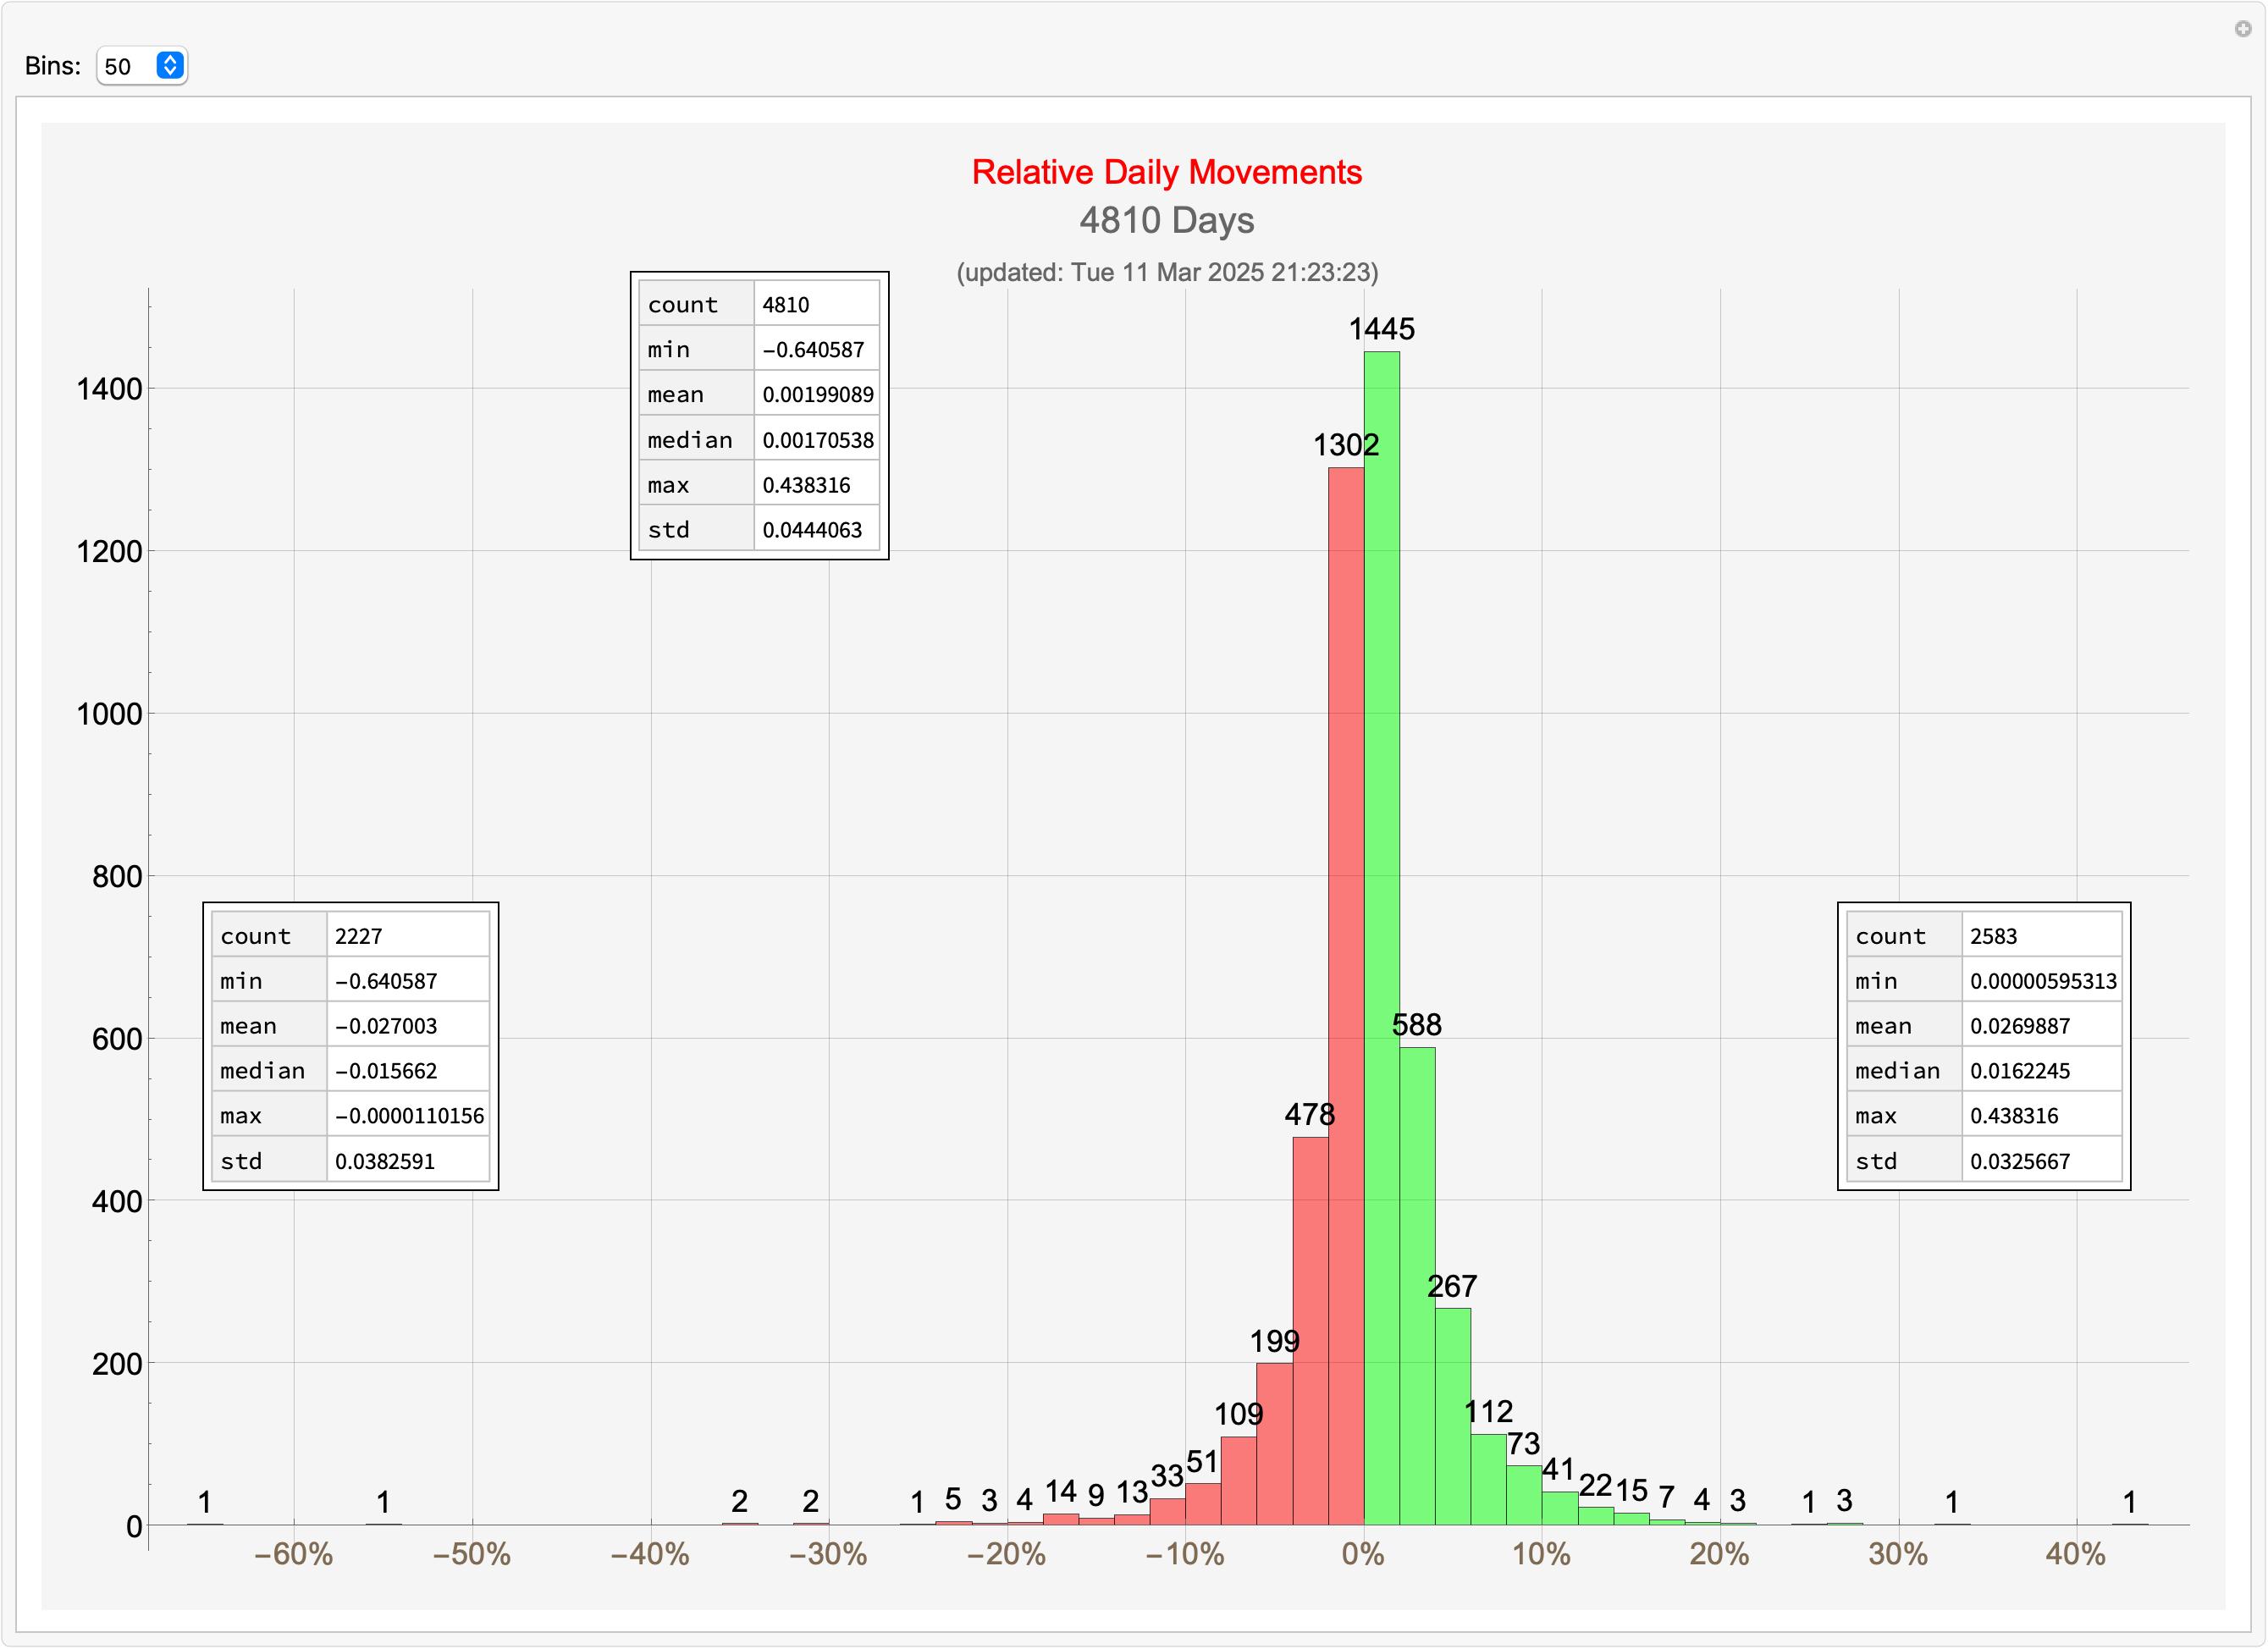 Bins: 50
Relative Daily Movements
4810 Days
(updated: Tue 11 Mar 2025 21:23:23)
count 4810
min −0.640587
mean 0.00199089
median 0.00170538
max 0.438316
std 0.0444063
count 2227
min −0.640587
mean −0.027003
median −0.015662
max −0.0000110156
std 0.0382591
count 2583
min 0.00000595313
mean 0.0269887
median 0.0162245
max 0.438316
std 0.0325667
1400
1200
1000
800
600
400
200
0
1
1
2
2
1
5
3
4
14
9
13
33
51
109
199
478
1302
1445
588
267
112
73
41
22
15
7
4
3
1
3
1
1
−60% −50% −40% −30% −20% −10% 0% 10% 20% 30% 40%